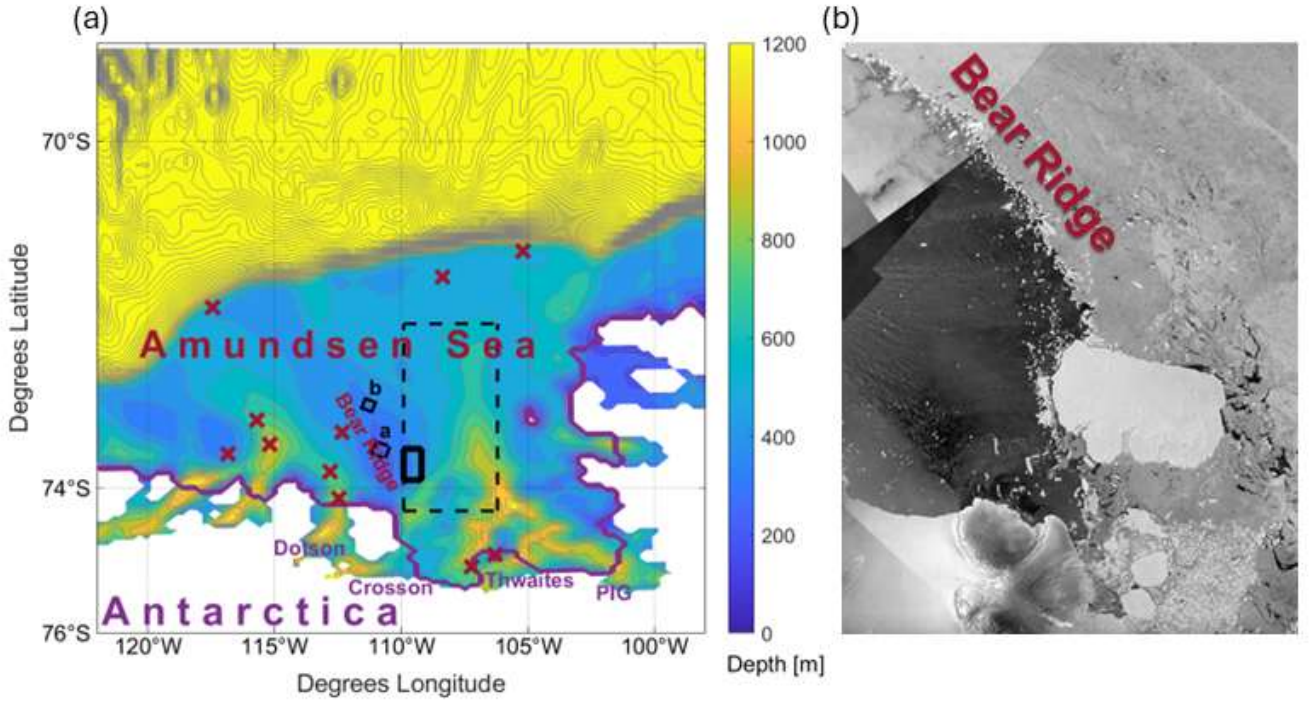 (a)
(b)
1200
1000
800
600
400
200
0
Depth [m]
70°S
74°S
76°S
Degrees Latitude
120°W
115°W
110°W
105°W
100°W
Degrees Longitude
Amundsen Sea
b
a
Bear Ridge
Dotson
Crosson
Thwaites
PIG
Antarctica
Bear Ridge